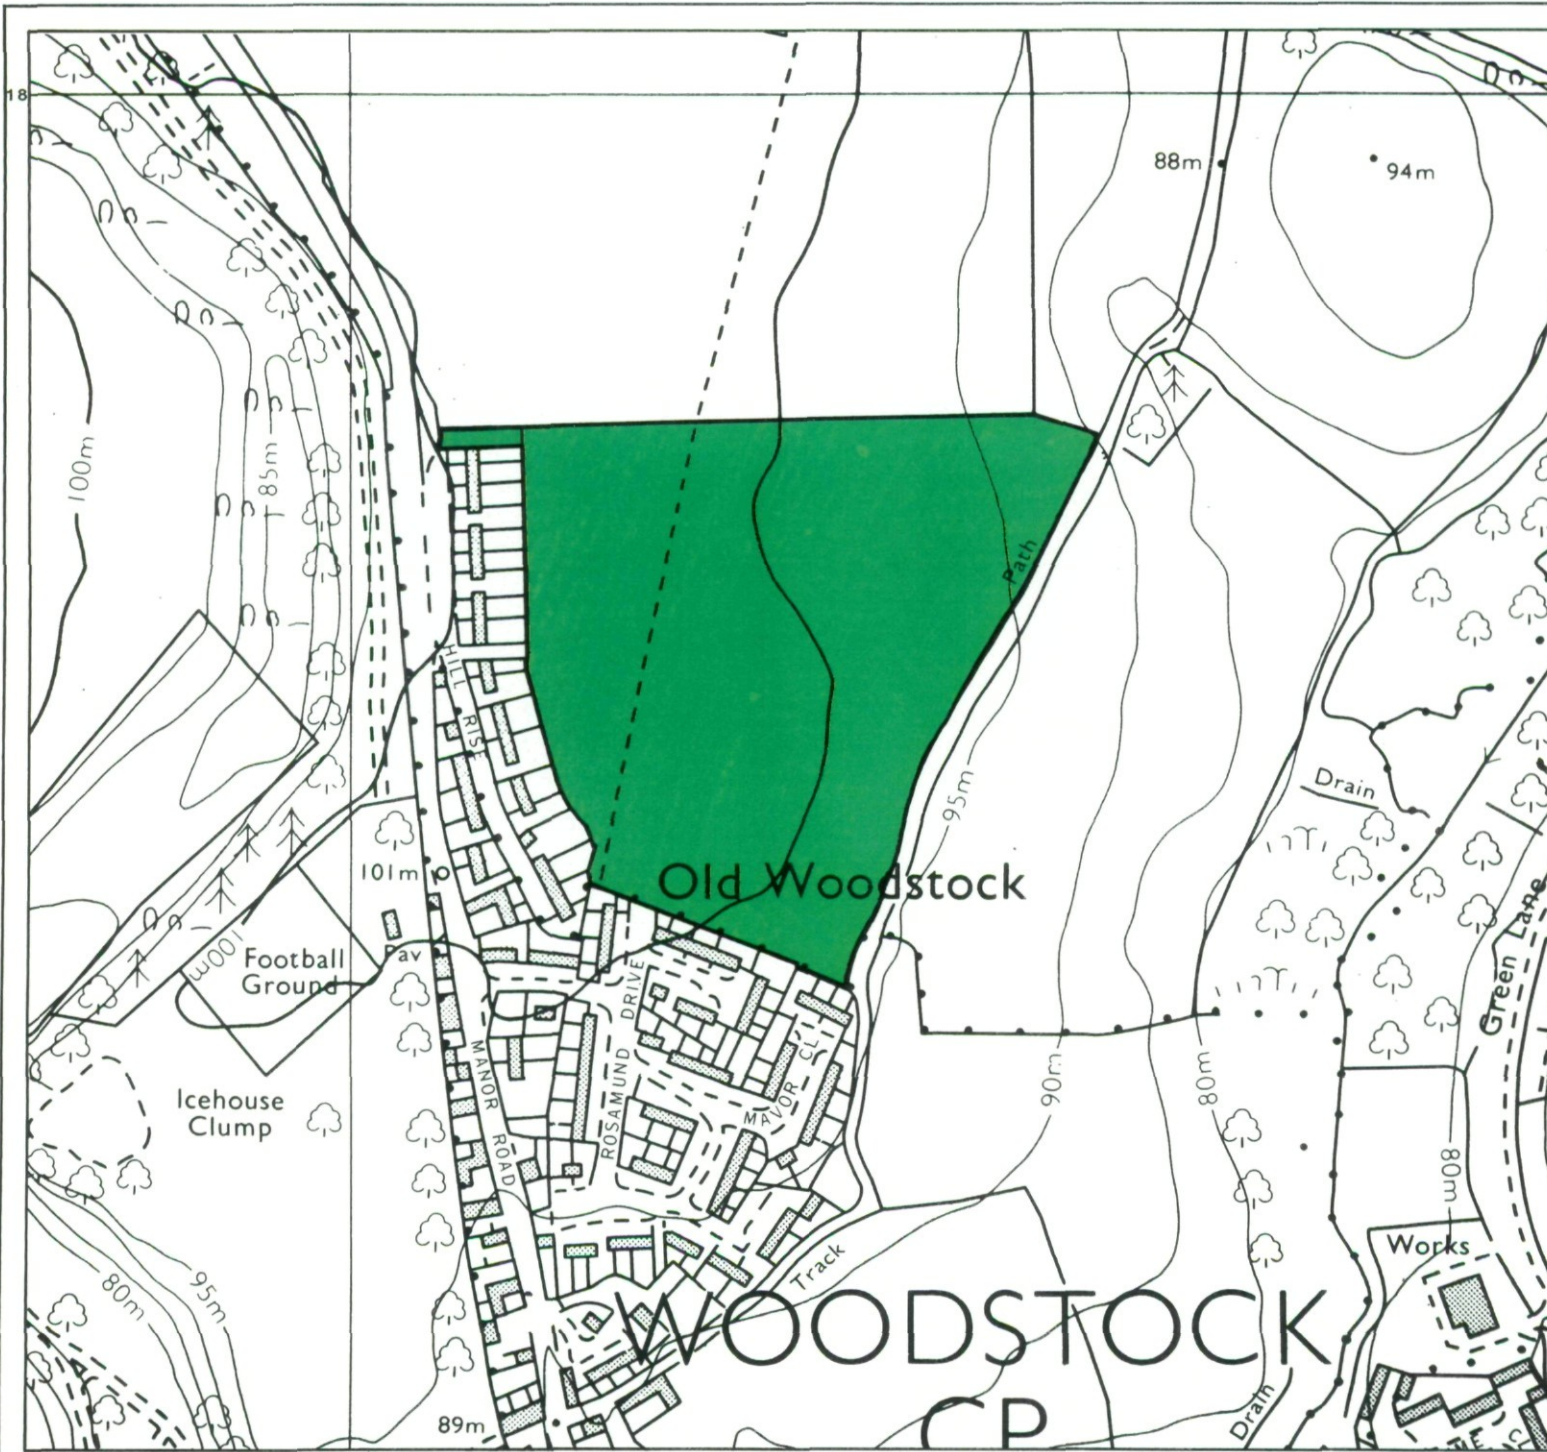 18
88m
94m
100m
85m
Path
HILL RISE
95m
Drain
101m
Old Woodstock
100m
Football
Ground
Pav
Green Lane
ROSAMUND DRIVE
MANOR ROAD
MAVOR CL
90m
80m
80m
Icehouse
Clump
Track
Works
80m
95m
WOODSTOCK
CP
89m
Drain